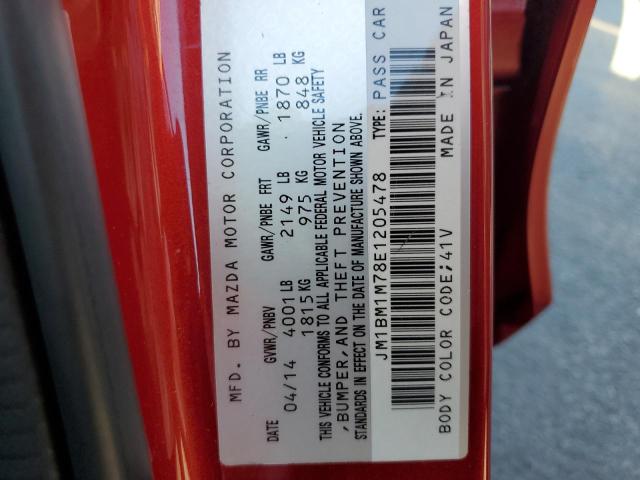 MFD. BY MAZDA MOTOR CORPORATION
DATE GVWR/PNBV GAWR/PNBE FRT GAWR/PNBE RR
04/14 4001 LB 2149 LB 1870 LB
1815 KG 975 KG 848 KG
THIS VEHICLE CONFORMS TO ALL APPLICABLE FEDERAL MOTOR VEHICLE SAFETY
, BUMPER, AND THEFT PREVENTION
STANDARDS IN EFFECT ON THE DATE OF MANUFACTURE SHOWN ABOVE.
JM1BM1M78E1205478 TYPE: PASS CAR
BODY COLOR CODE; 41V MADE IN JAPAN